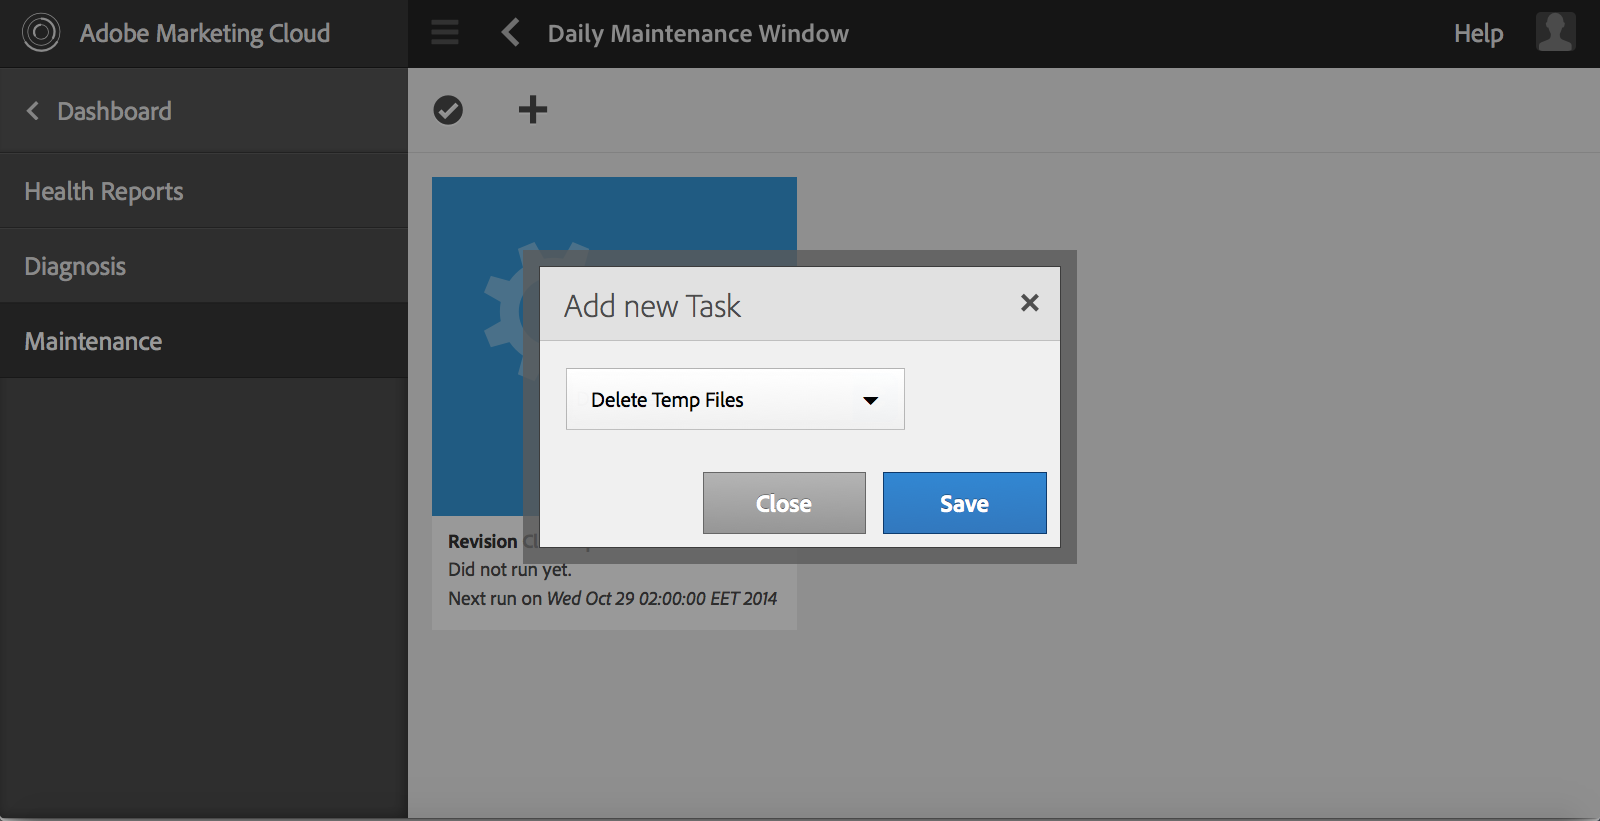 Adobe Marketing Cloud
Daily Maintenance Window
Help
Dashboard
Health Reports
Diagnosis
Maintenance
Add new Task
Delete Temp Files
Close
Save
Revision
Did not run yet.
Next run on Wed Oct 29 02:00:00 EET 2014